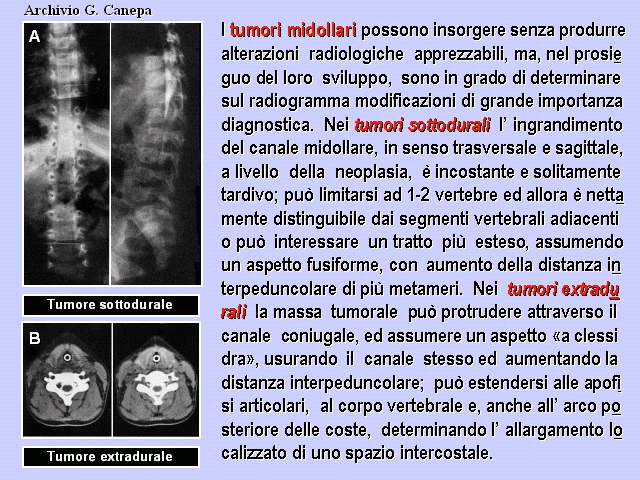 Archivio G. Canepa
A
Tumore sottodurale
B
Tumore extradurale
I tumori midollari possono insorgere senza produrre
alterazioni radiologiche apprezzabili, ma, nel prosie
guo del loro sviluppo, sono in grado di determinare
sul radiogramma modificazioni di grande importanza
diagnostica. Nei tumori sottodurali l' ingrandimento
del canale midollare, in senso trasversale e sagittale,
a livello della neoplasia, è incostante e solitamente
tardivo; può limitarsi ad 1-2 vertebre ed allora è netta
mente distinguibile dai segmenti vertebrali adiacenti
o può interessare un tratto più esteso, assumendo
un aspetto fusiforme, con aumento della distanza in
terpeduncolare di più metameri. Nei tumori extradu
rali la massa tumorale può protrudere attraverso il
canale coniugale, ed assumere un aspetto «a clessi
dra», usurando il canale stesso ed aumentando la
distanza interpeduncolare; può estendersi alle apofi
si articolari, al corpo vertebrale e, anche all' arco po
steriore delle coste, determinando l' allargamento lo
calizzato di uno spazio intercostale.